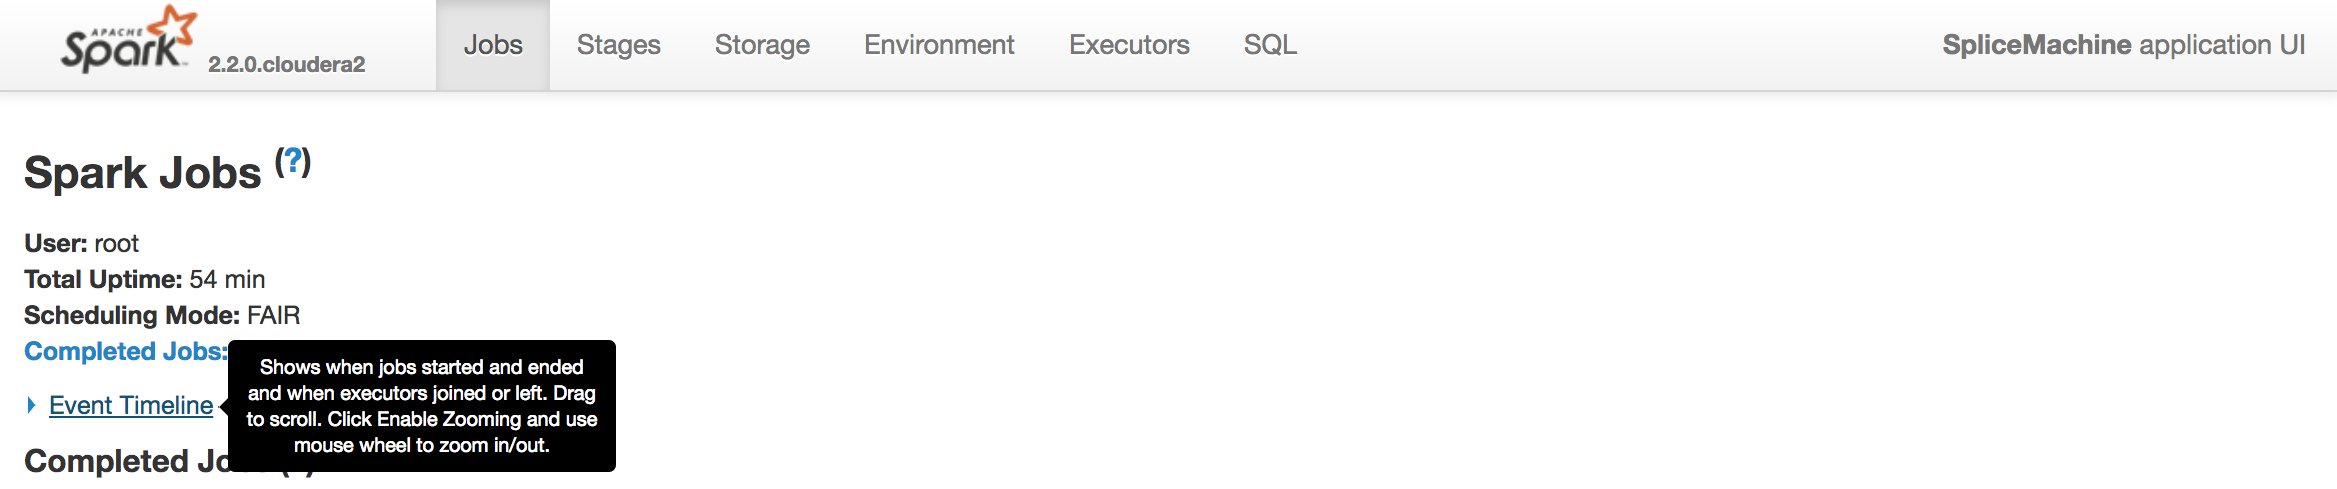 APACHE
Spark 2.2.0.cloudera2 Jobs Stages Storage Environment Executors SQL SpliceMachine application UI
Spark Jobs (?)
User: root
Total Uptime: 54 min
Scheduling Mode: FAIR
Completed Jobs:
Shows when jobs started and ended
and when executors joined or left. Drag
to scroll. Click Enable Zooming and use
mouse wheel to zoom in/out.
Event Timeline
Completed